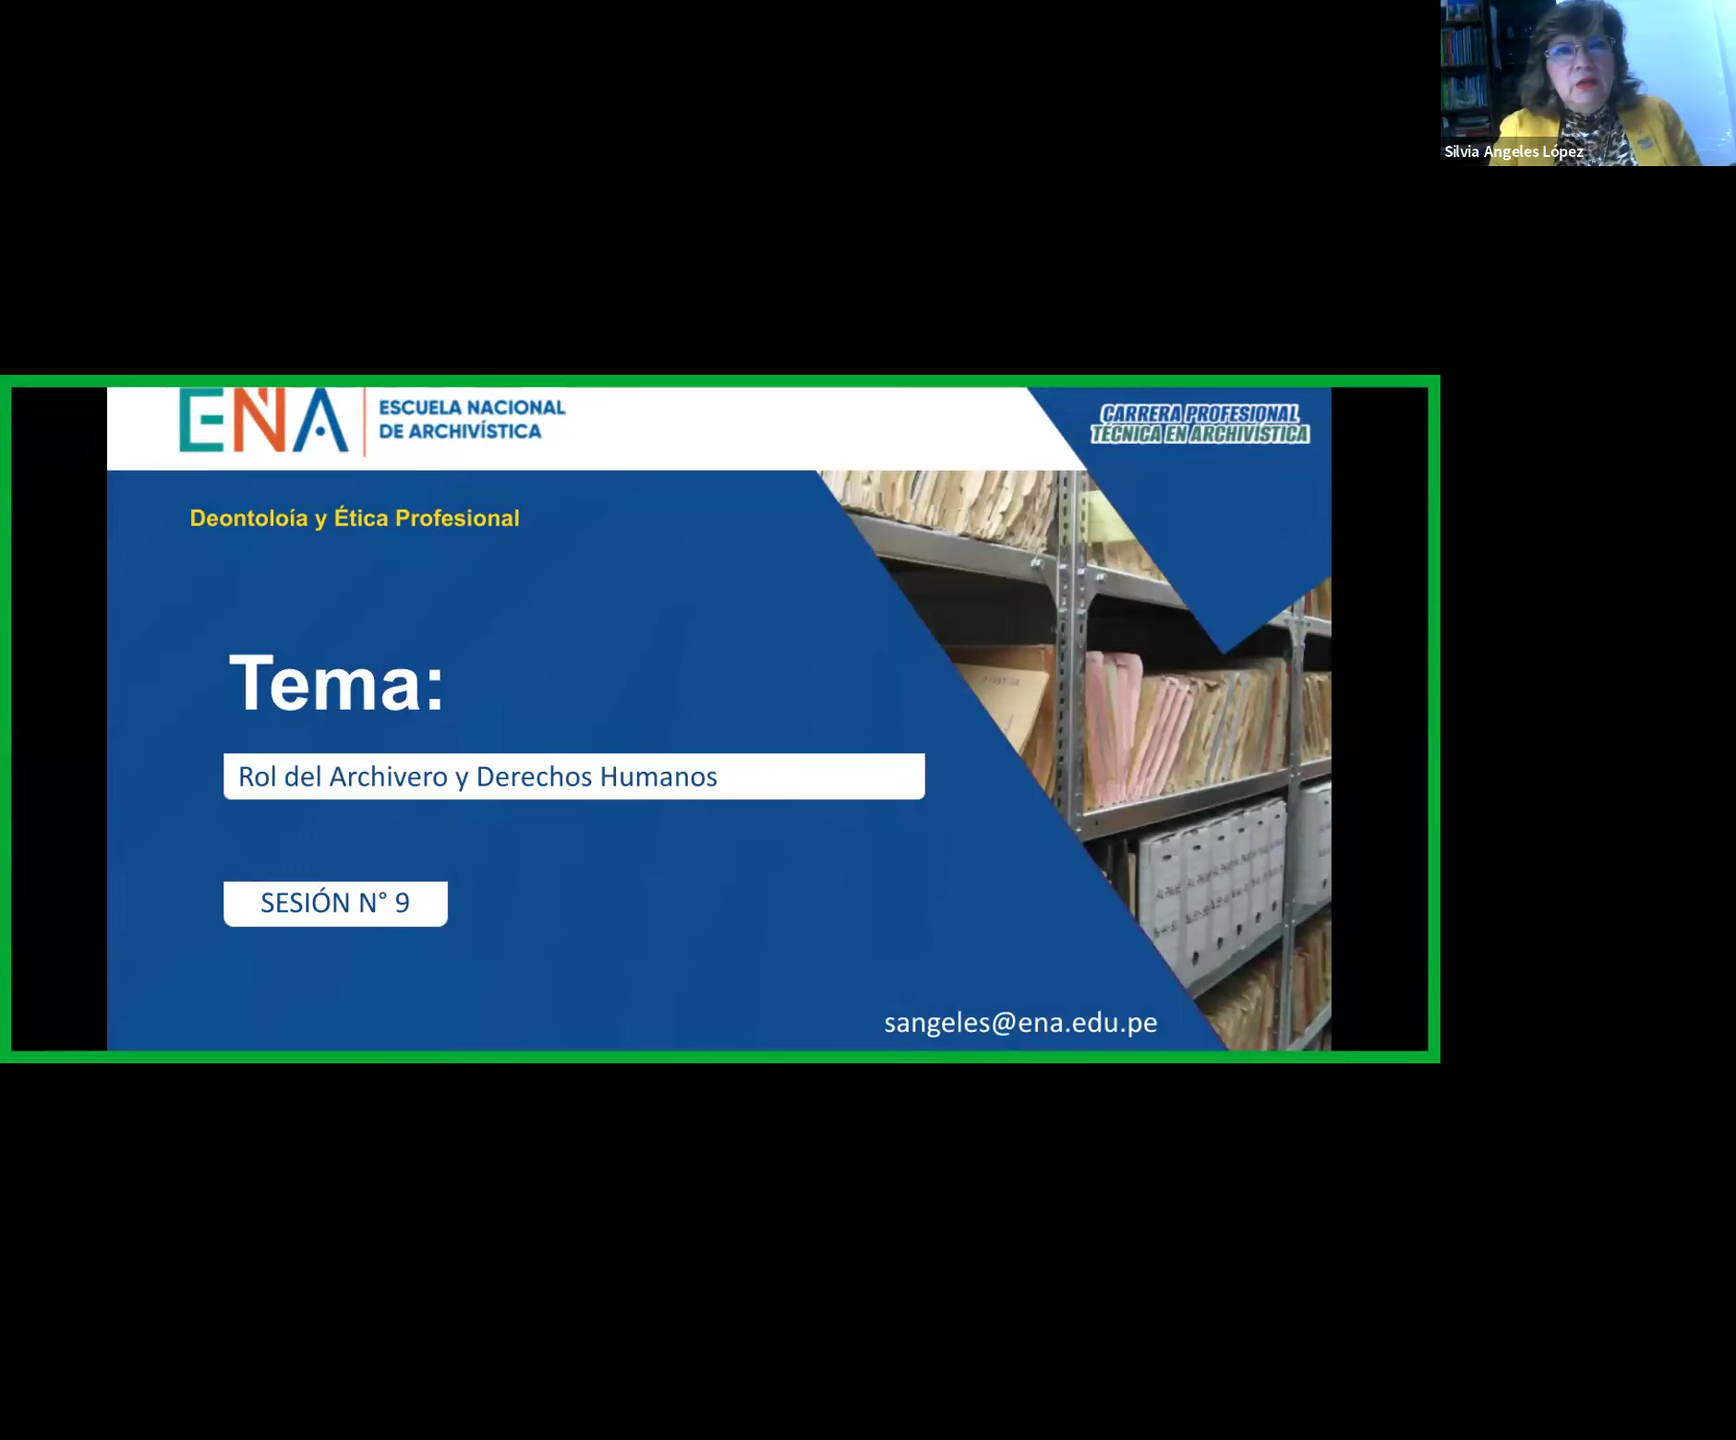 Silvia Angeles López
ENA
ESCUELA NACIONAL
DE ARCHIVÍSTICA
CARRERA PROFESIONAL
TÉCNICA EN ARCHIVÍSTICA
Deontoloía y Ética Profesional
Tema:
Rol del Archivero y Derechos Humanos
SESIÓN N° 9
sangeles@ena.edu.pe